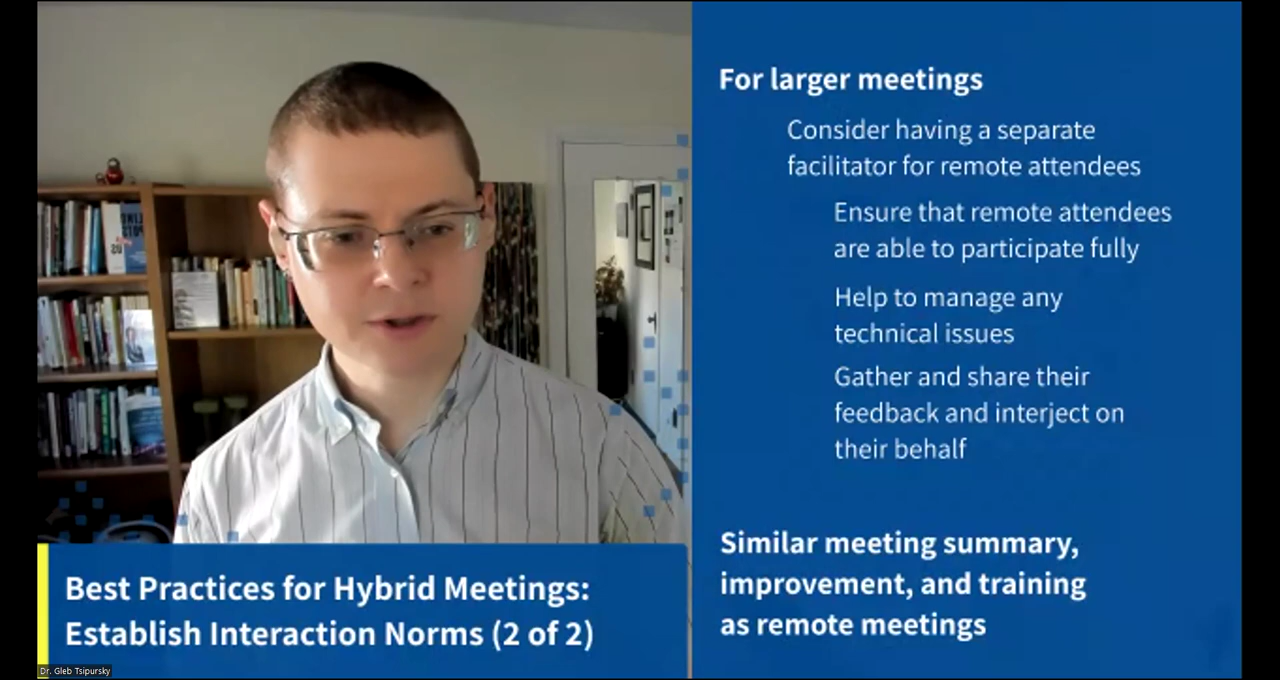 For larger meetings
Consider having a separate
facilitator for remote attendees
Ensure that remote attendees
are able to participate fully
Help to manage any
technical issues
Gather and share their
feedback and interject on
their behalf
Similar meeting summary,
improvement, and training
as remote meetings
Best Practices for Hybrid Meetings:
Establish Interaction Norms (2 of 2)
Dr. Gleb Tsipursky